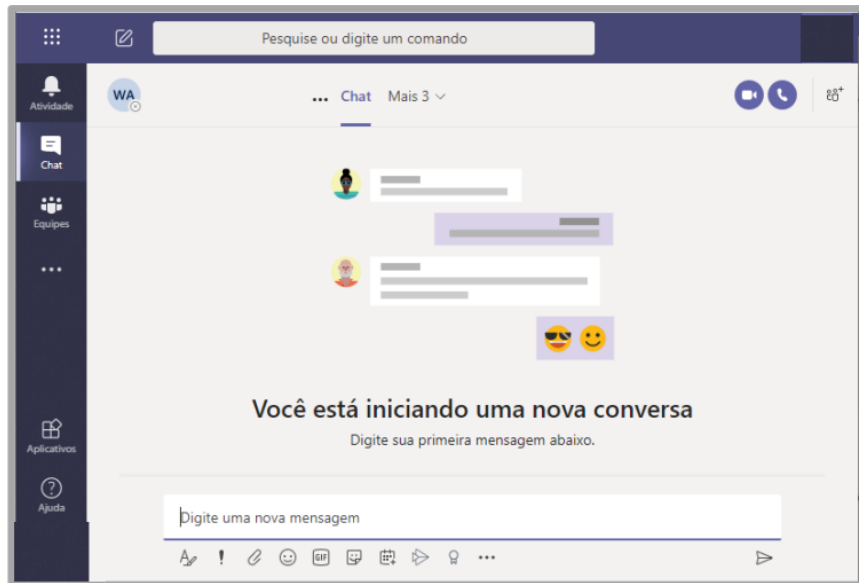 Pesquise ou digite um comando
Atividade
WA
... Chat Mais 3
Chat
Equipes
Você está iniciando uma nova conversa
Digite sua primeira mensagem abaixo.
Aplicativos
Ajuda
Digite uma nova mensagem
GIF